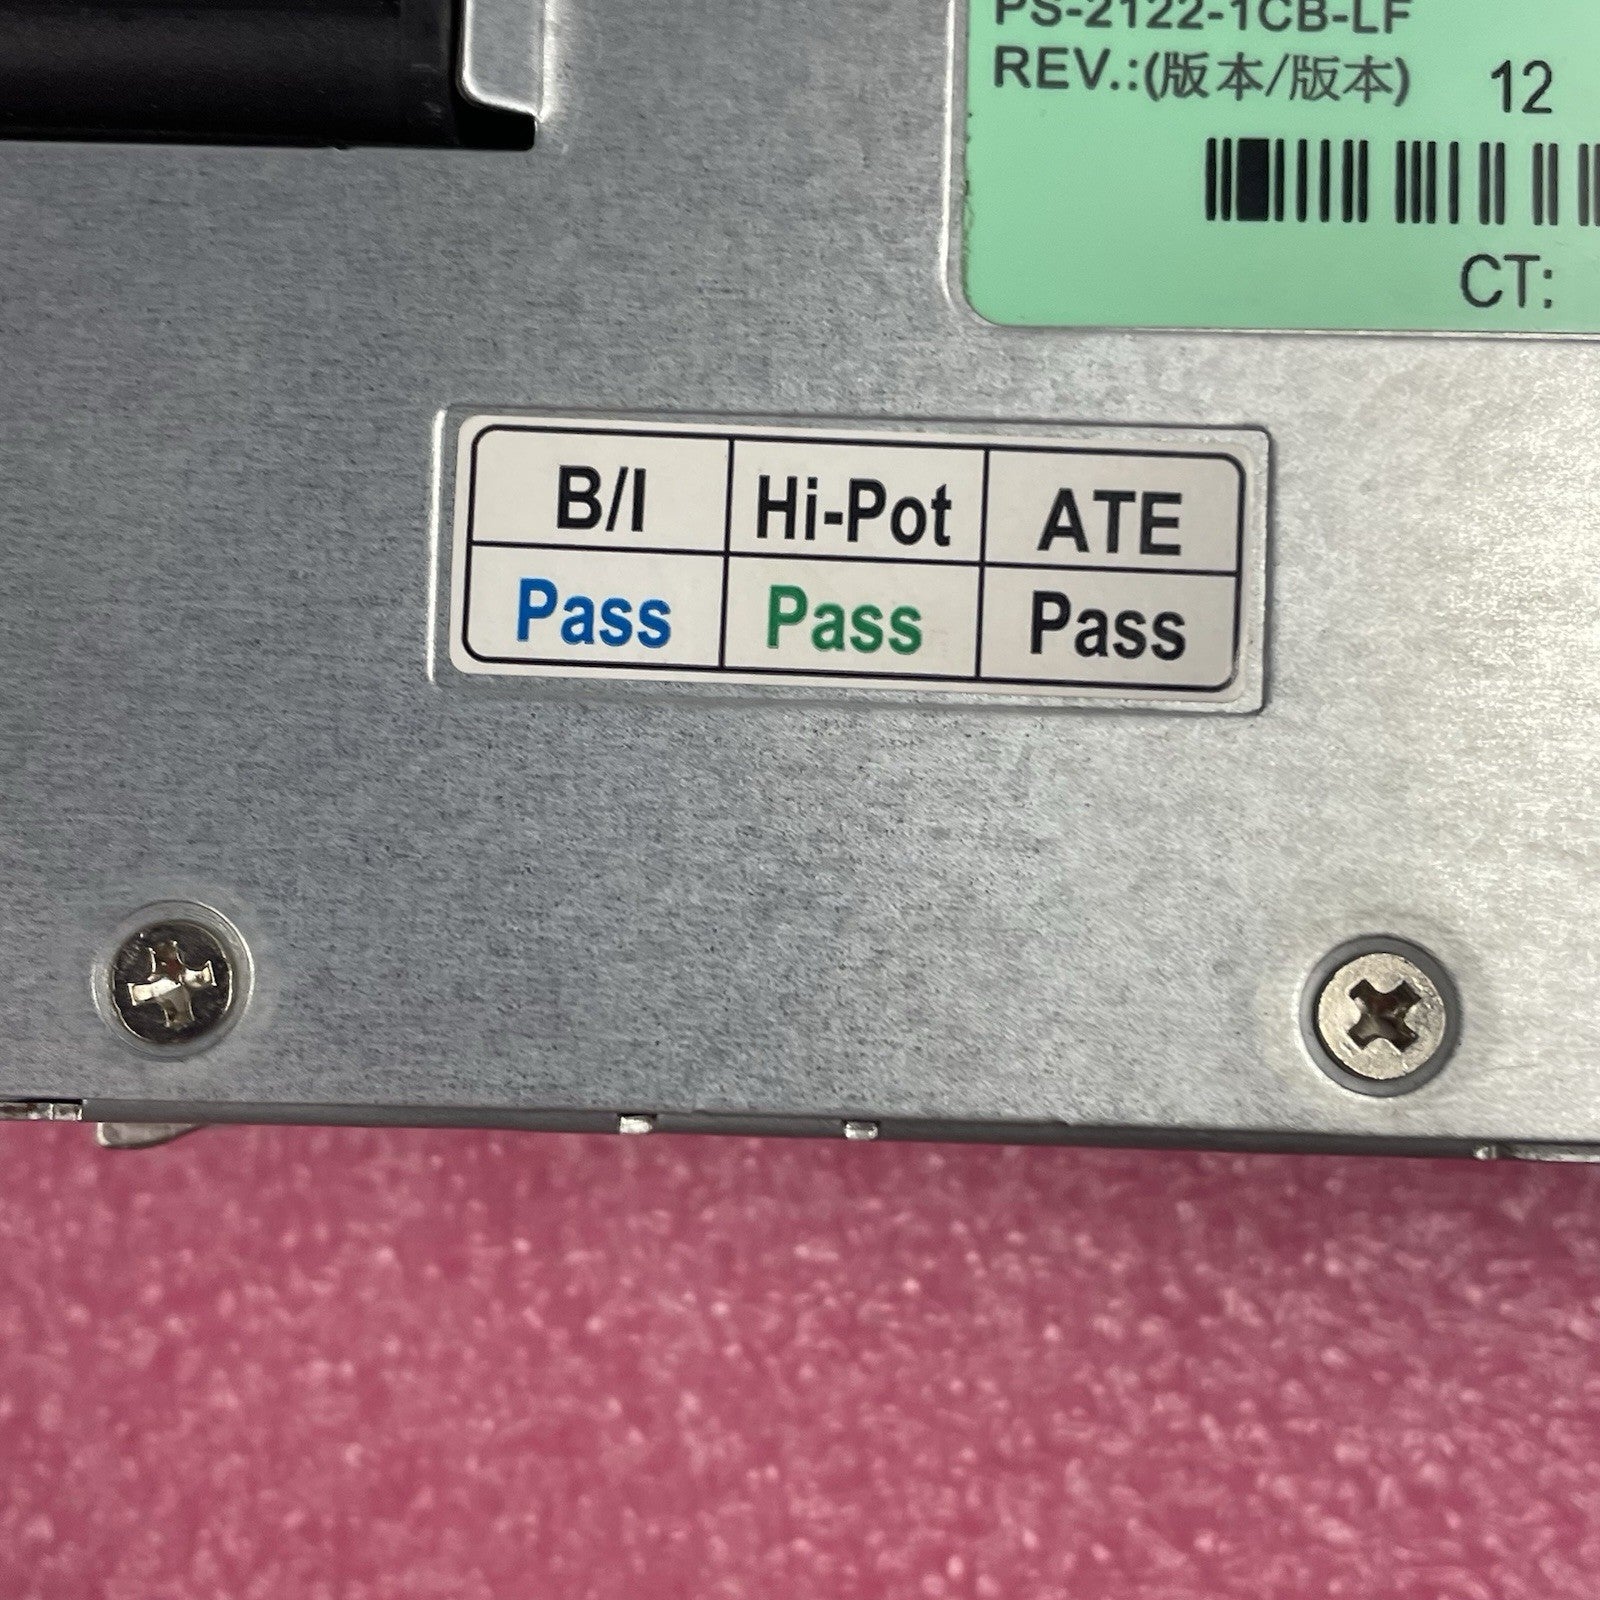 PS-2122-1CB-LF
REV.:(版本/版本) 12
CT:
B/I Hi-Pot ATE
Pass Pass Pass